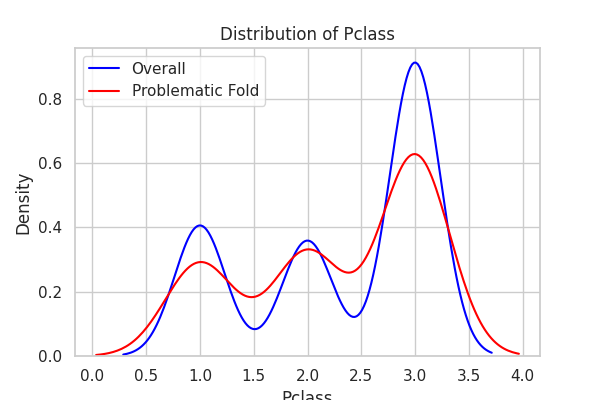 Distribution of Pclass
Overall
Problematic Fold
Density
0.8
0.6
0.4
0.2
0.0
0.0 0.5 1.0 1.5 2.0 2.5 3.0 3.5 4.0
Pclass